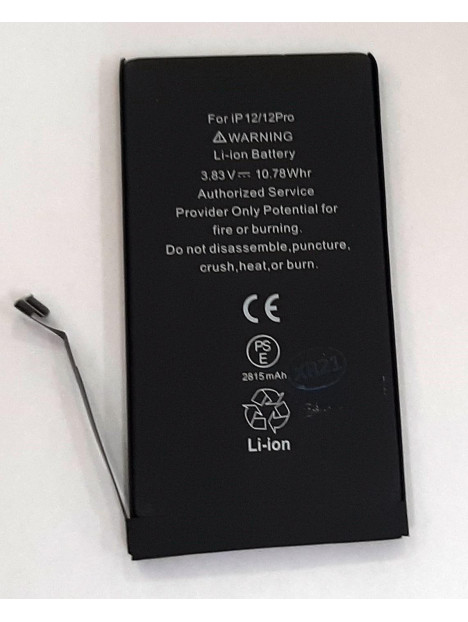 For iP12/12Pro
⚠WARNING
Li-ion Battery
3.83V⎓ 10.78Whr
Authorized Service
Provider Only Potential for
fire or burning.
Do not disassemble,puncture,
crush,heat,or burn.
CE
PS
E
2815mAh
XR21
Li-ion